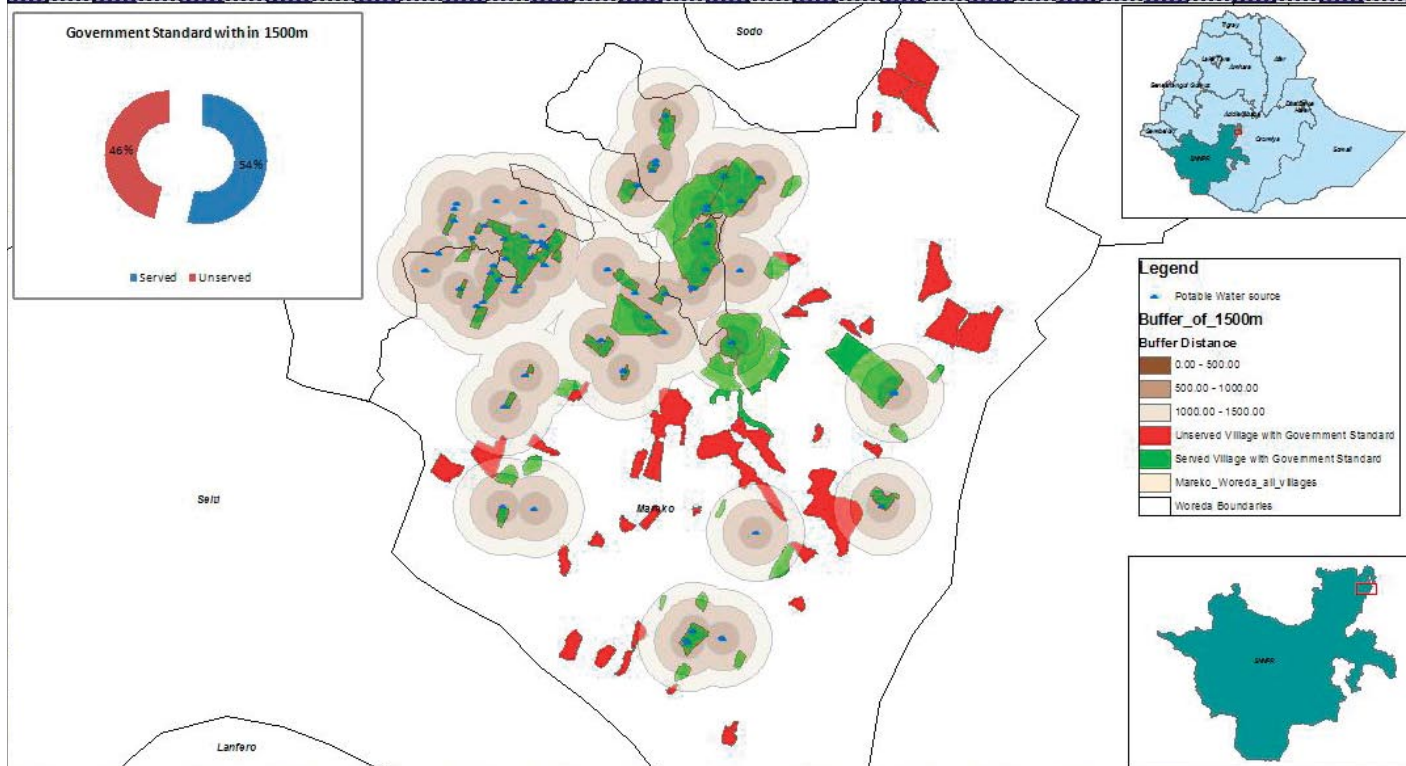 Government Standard with in 1500m
46%
54%
Served
Unserved
Sodo
Selti
Mareko
Lanfero
Tigray
Amhara
Afar
Gambela
Oromiya
Somali
SNNPR
Legend
Potable Water source
Buffer_of_1500m
Buffer Distance
0.00 - 500.00
500.00 - 1000.00
1000.00 - 1500.00
Unserved Village with Government Standard
Served Village with Government Standard
Mareko_Woreda_all_villages
Woreda Boundaries
SNNPR